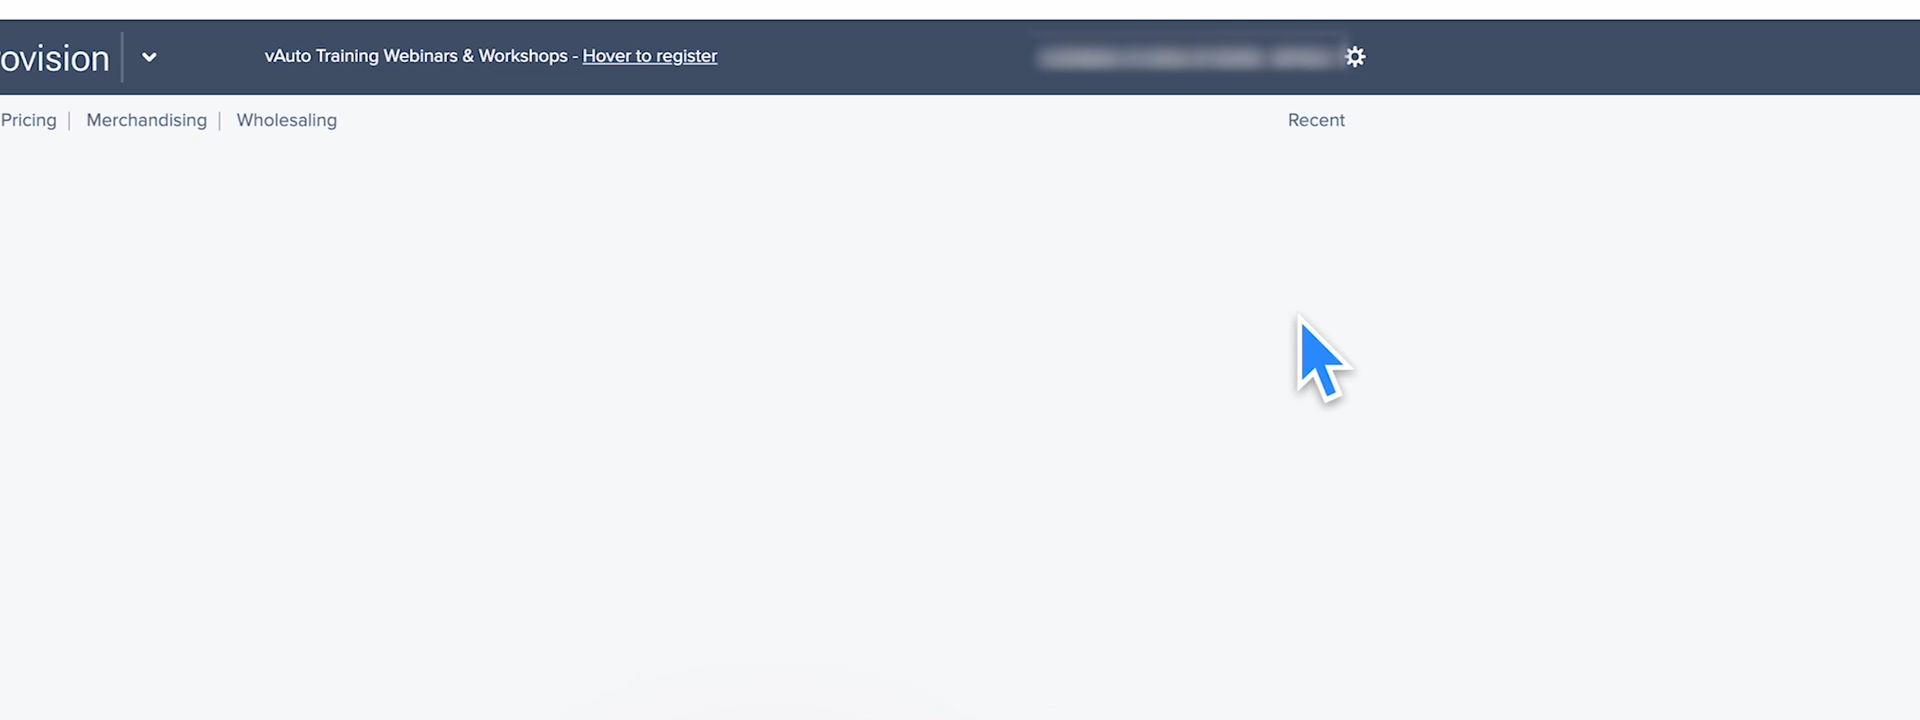 ovision
vAuto Training Webinars & Workshops - Hover to register
Pricing | Merchandising | Wholesaling
Recent